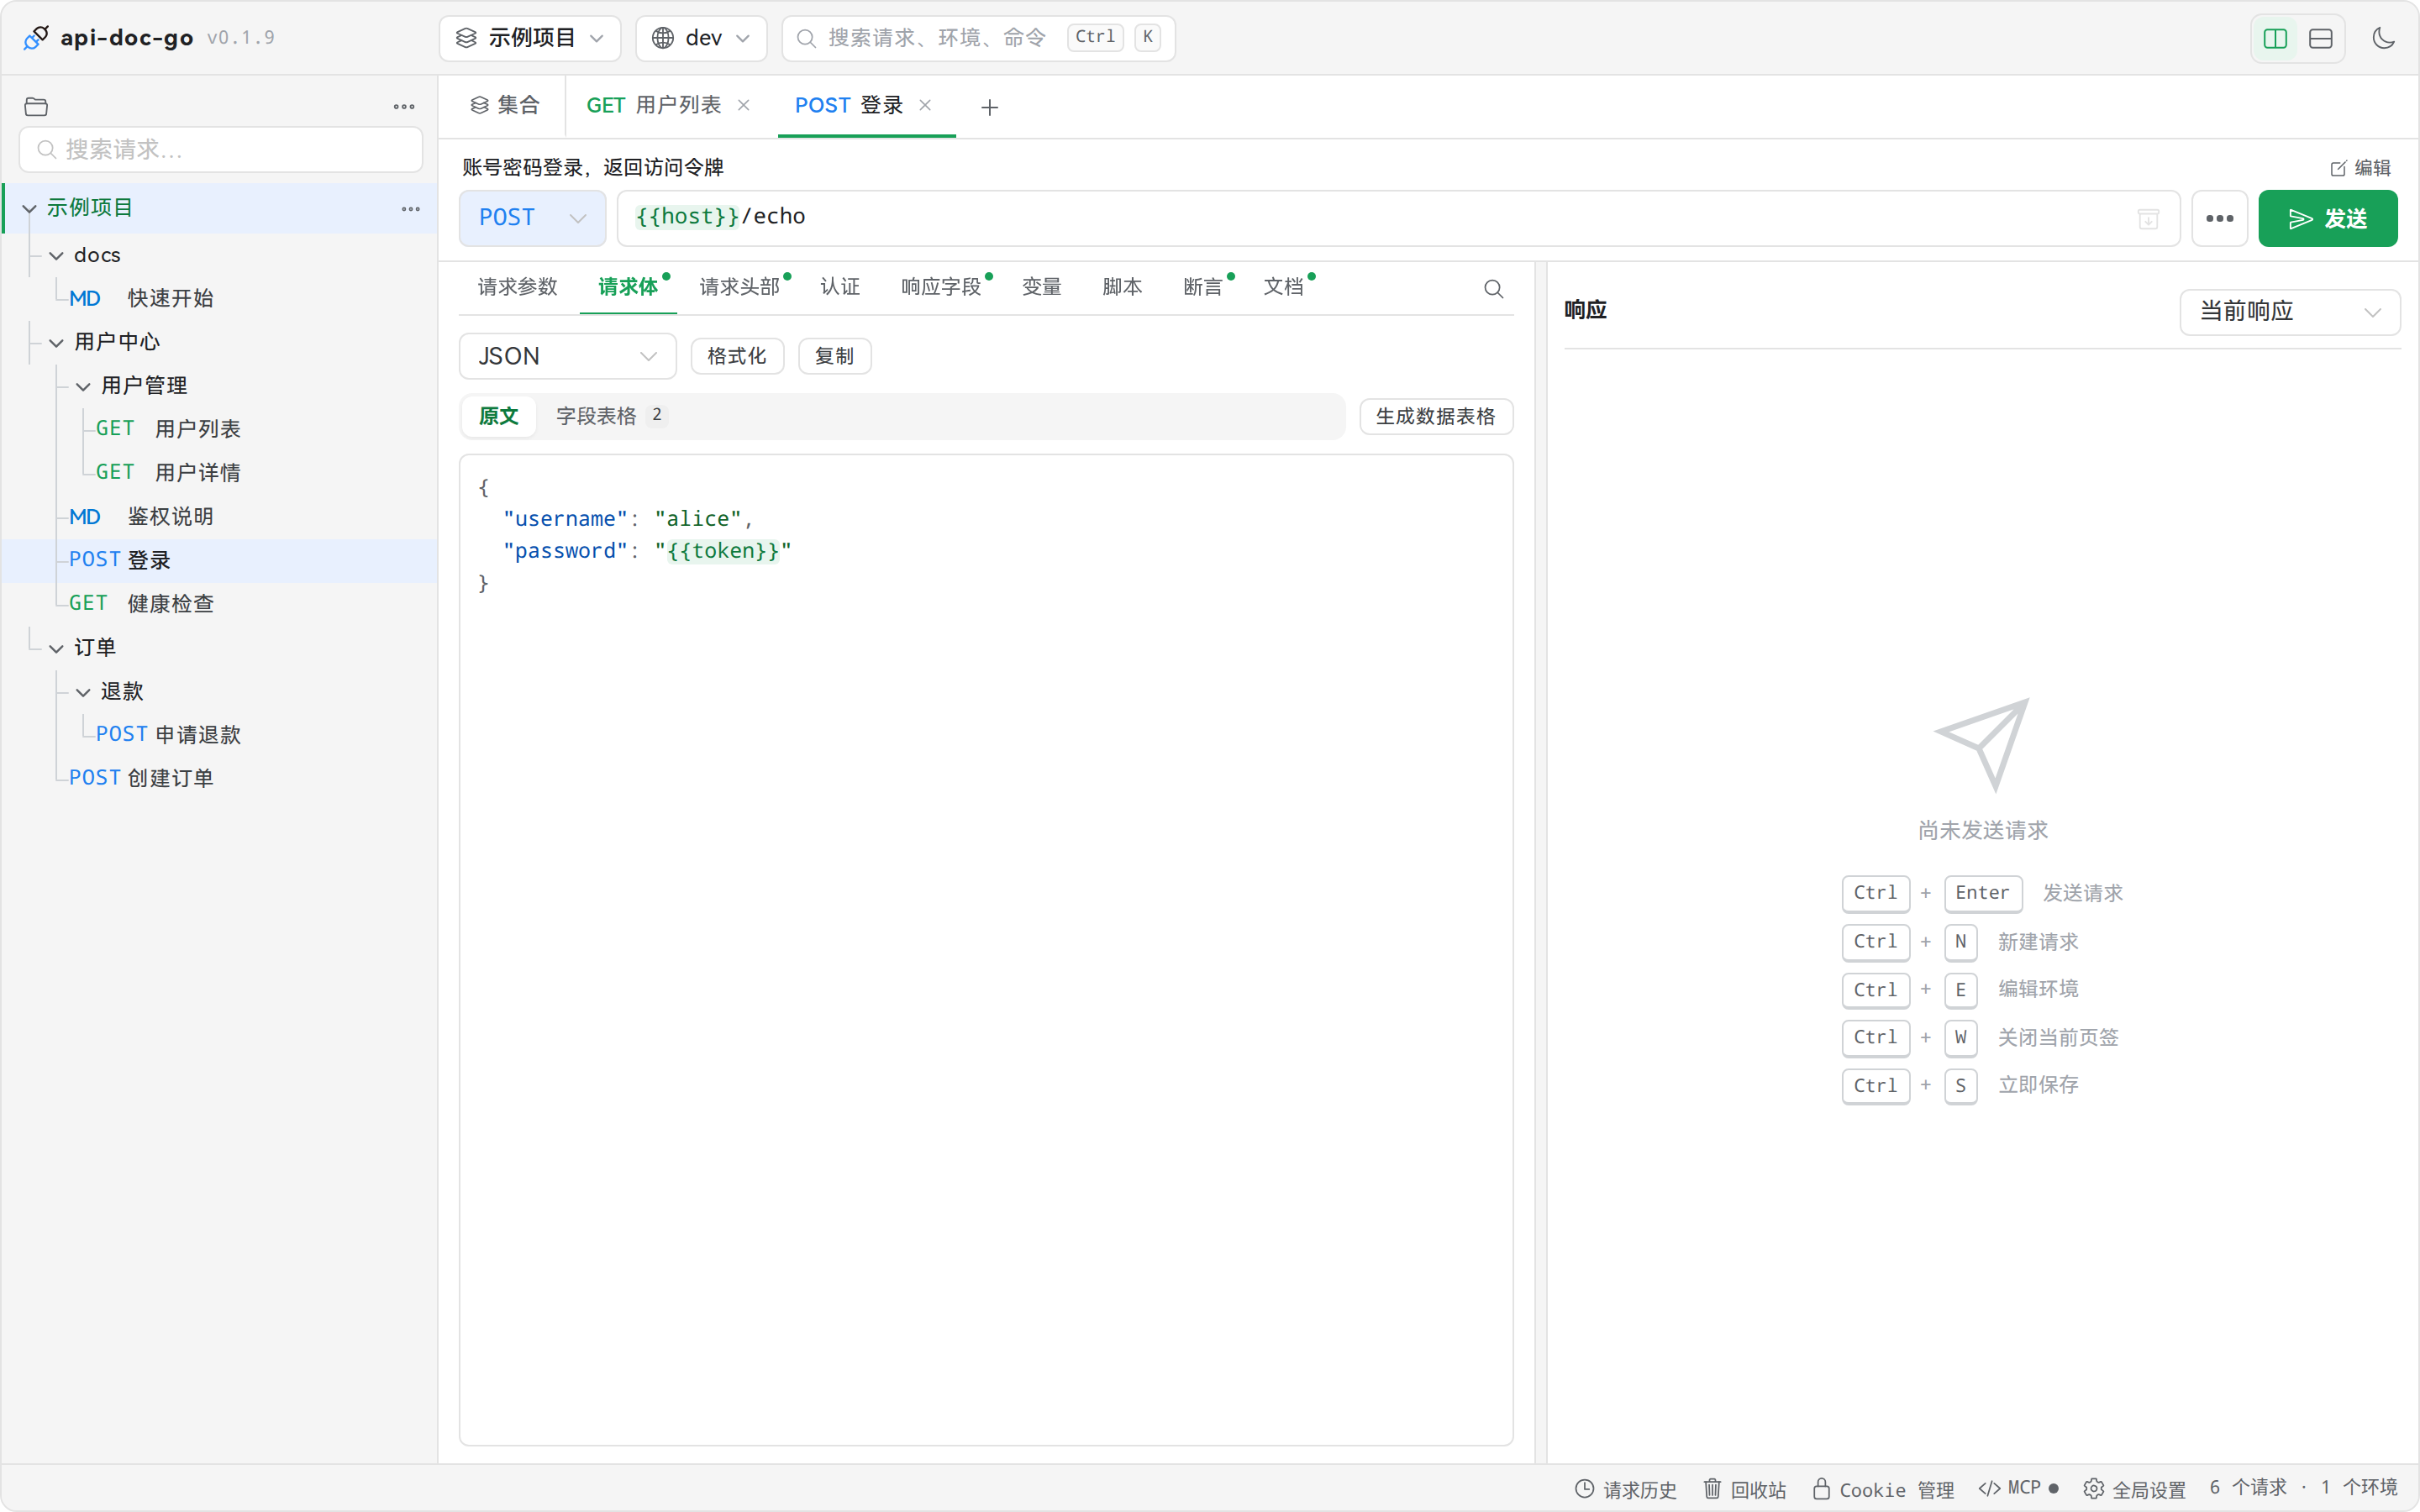 api-doc-go v0.1.9
示例项目
dev
搜索请求、环境、命令 Ctrl K
搜索请求...
示例项目
docs
MD 快速开始
用户中心
用户管理
GET 用户列表
GET 用户详情
MD 鉴权说明
POST 登录
GET 健康检查
订单
退款
POST 申请退款
POST 创建订单
集合
GET 用户列表
POST 登录
账号密码登录，返回访问令牌
编辑
POST
{{host}}/echo
发送
请求参数 请求体 请求头部 认证 响应字段 变量 脚本 断言 文档
JSON
格式化
复制
原文 字段表格 2
生成数据表格
{
"username": "alice",
"password": "{{token}}"
}
响应
当前响应
尚未发送请求
Ctrl + Enter 发送请求
Ctrl + N 新建请求
Ctrl + E 编辑环境
Ctrl + W 关闭当前页签
Ctrl + S 立即保存
请求历史 回收站 Cookie 管理 MCP 全局设置 6 个请求 · 1 个环境